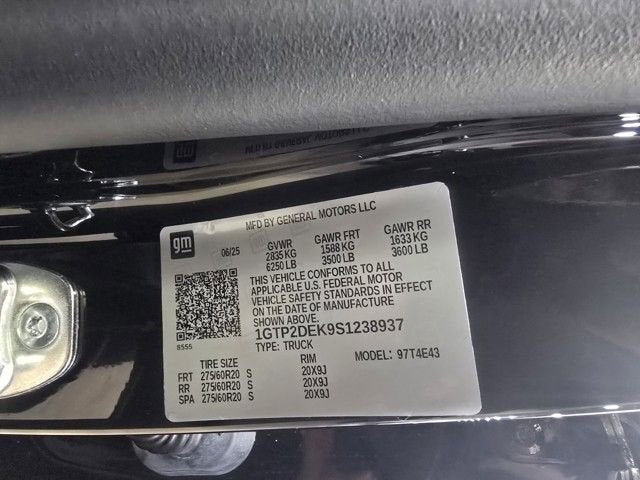 MFD BY GENERAL MOTORS LLC
gm
06/25 GVWR GAWR FRT GAWR RR
2835 KG 1588 KG 1633 KG
6250 LB 3500 LB 3600 LB
THIS VEHICLE CONFORMS TO ALL
APPLICABLE U.S. FEDERAL MOTOR
VEHICLE SAFETY STANDARDS IN EFFECT
ON THE DATE OF MANUFACTURE
SHOWN ABOVE.
8555 1GTP2DEK9S1238937
TYPE: TRUCK MODEL: 97T4E43
TIRE SIZE RIM
FRT 275/60R20 S 20X9J
RR 275/60R20 S 20X9J
SPA 275/60R20 S 20X9J